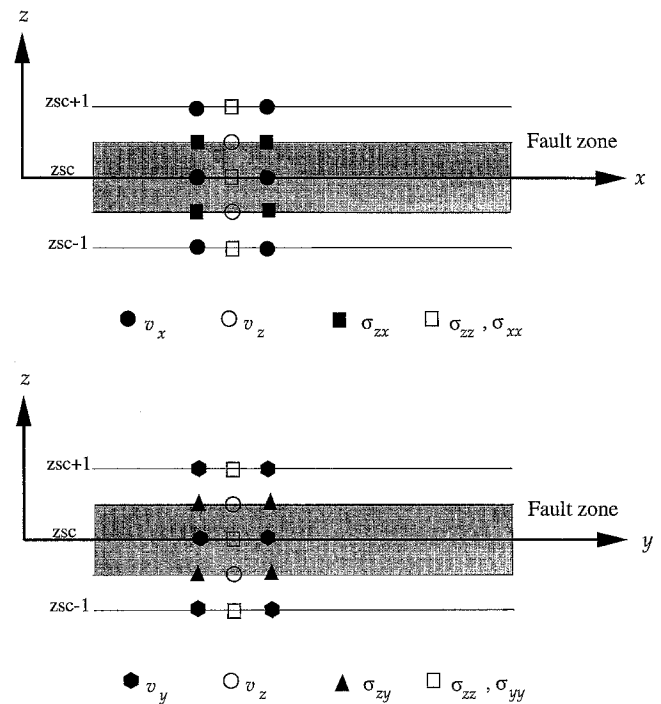 z
zsc+1
Fault zone
zsc
x
zsc-1
v_x v_z σ_zx σ_zz , σ_xx
z
zsc+1
Fault zone
zsc
y
zsc-1
v_y v_z σ_zy σ_zz , σ_yy